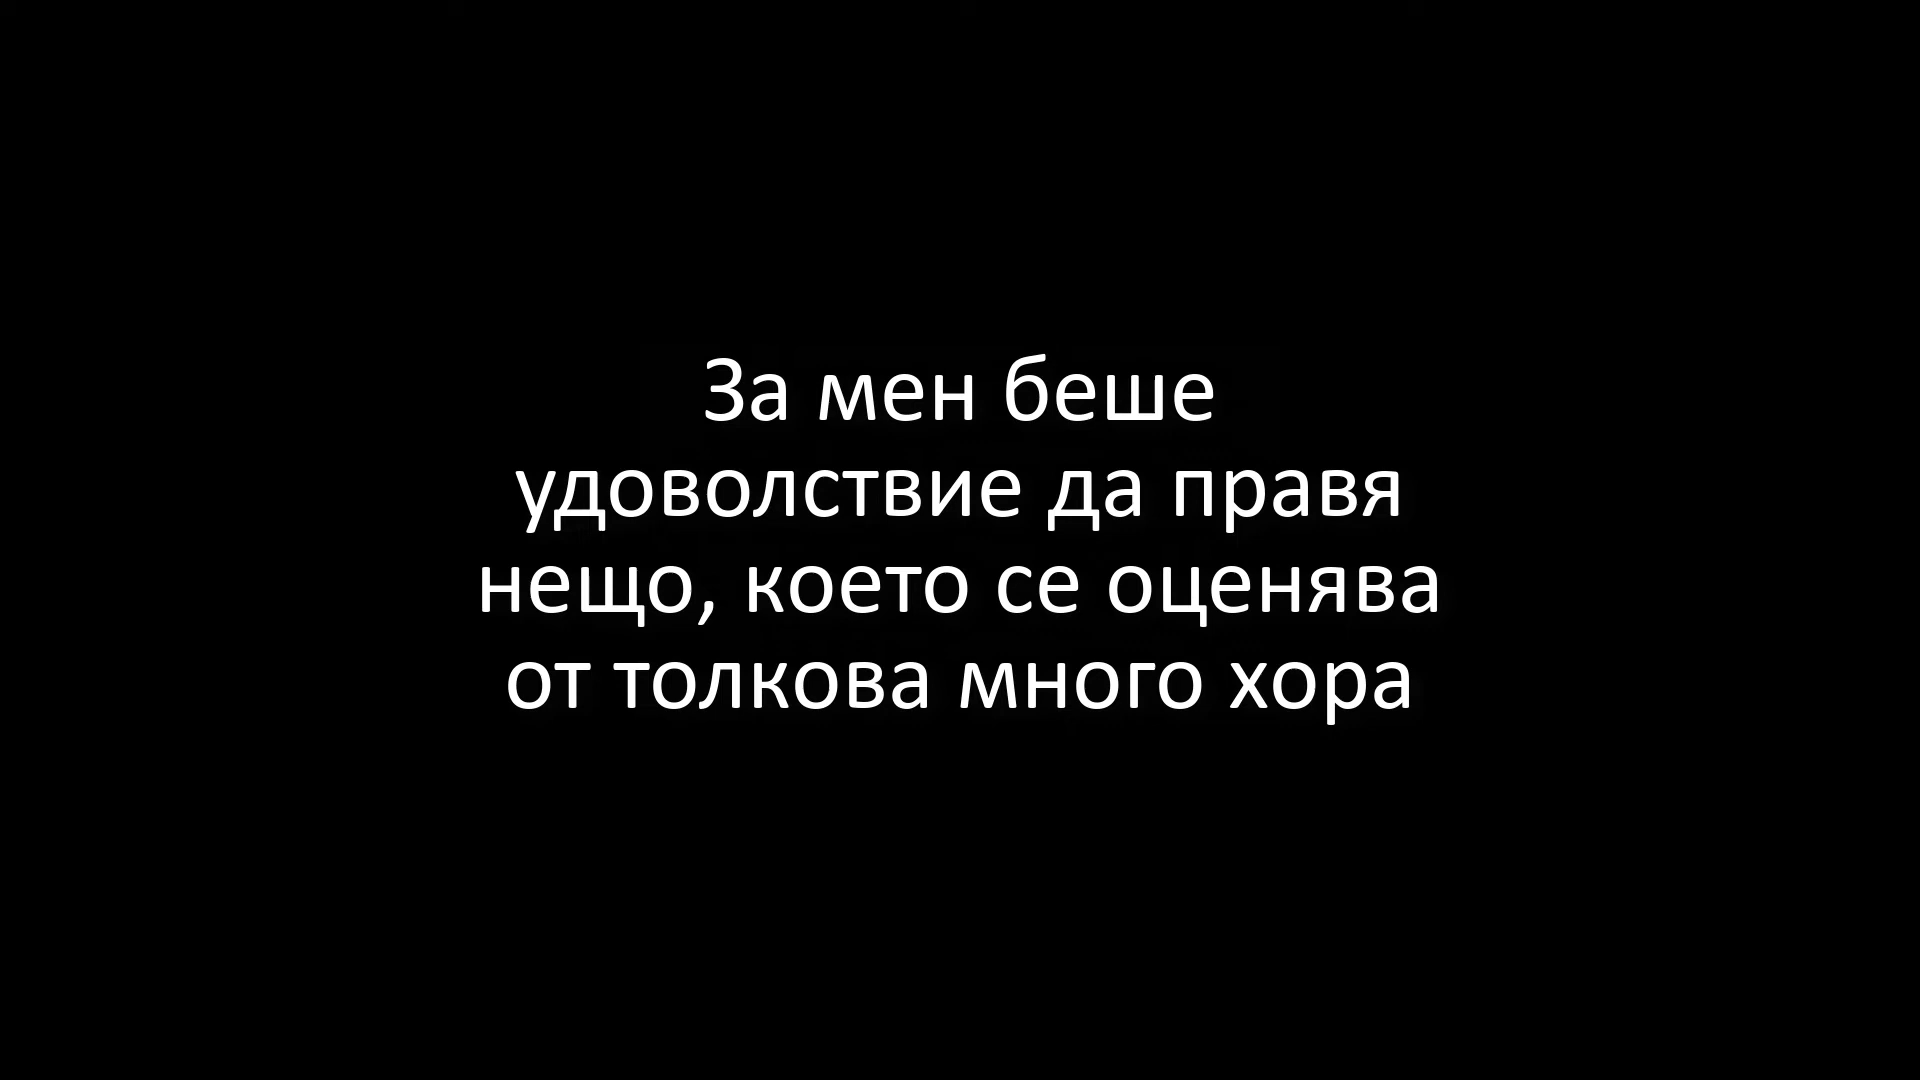 За мен беше
удоволствие да правя
нещо, което се оценява
от толкова много хора